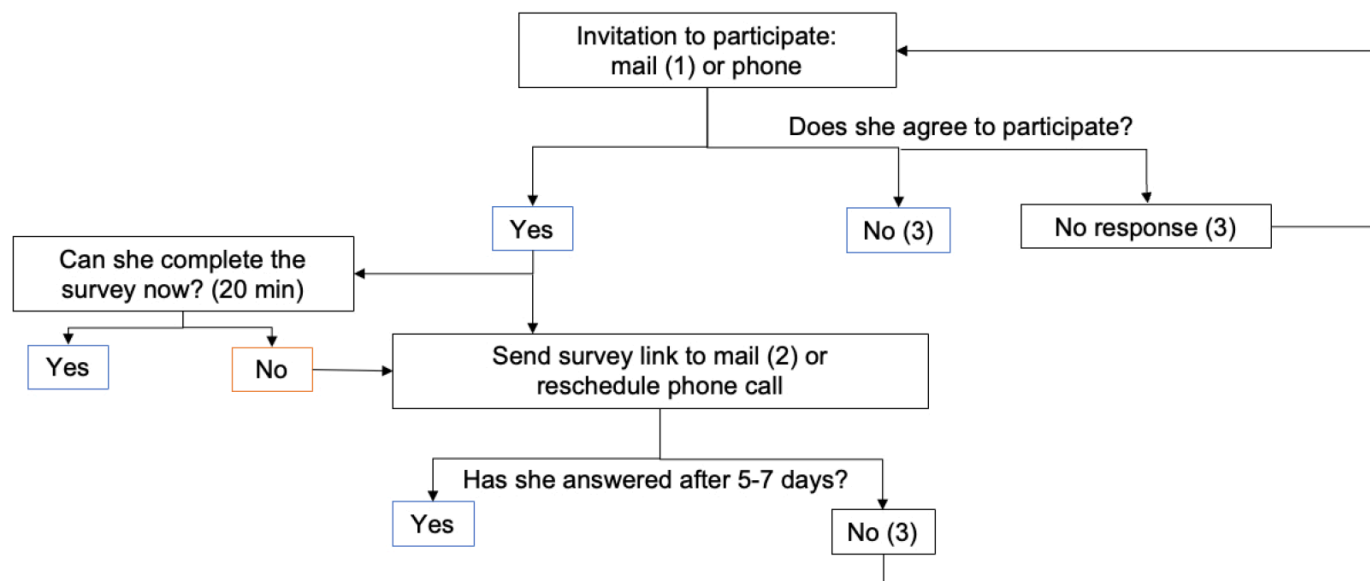 Invitation to participate:
mail (1) or phone
Does she agree to participate?
Yes
No (3)
No response (3)
Can she complete the
survey now? (20 min)
Yes
No
Send survey link to mail (2) or
reschedule phone call
Has she answered after 5-7 days?
Yes
No (3)